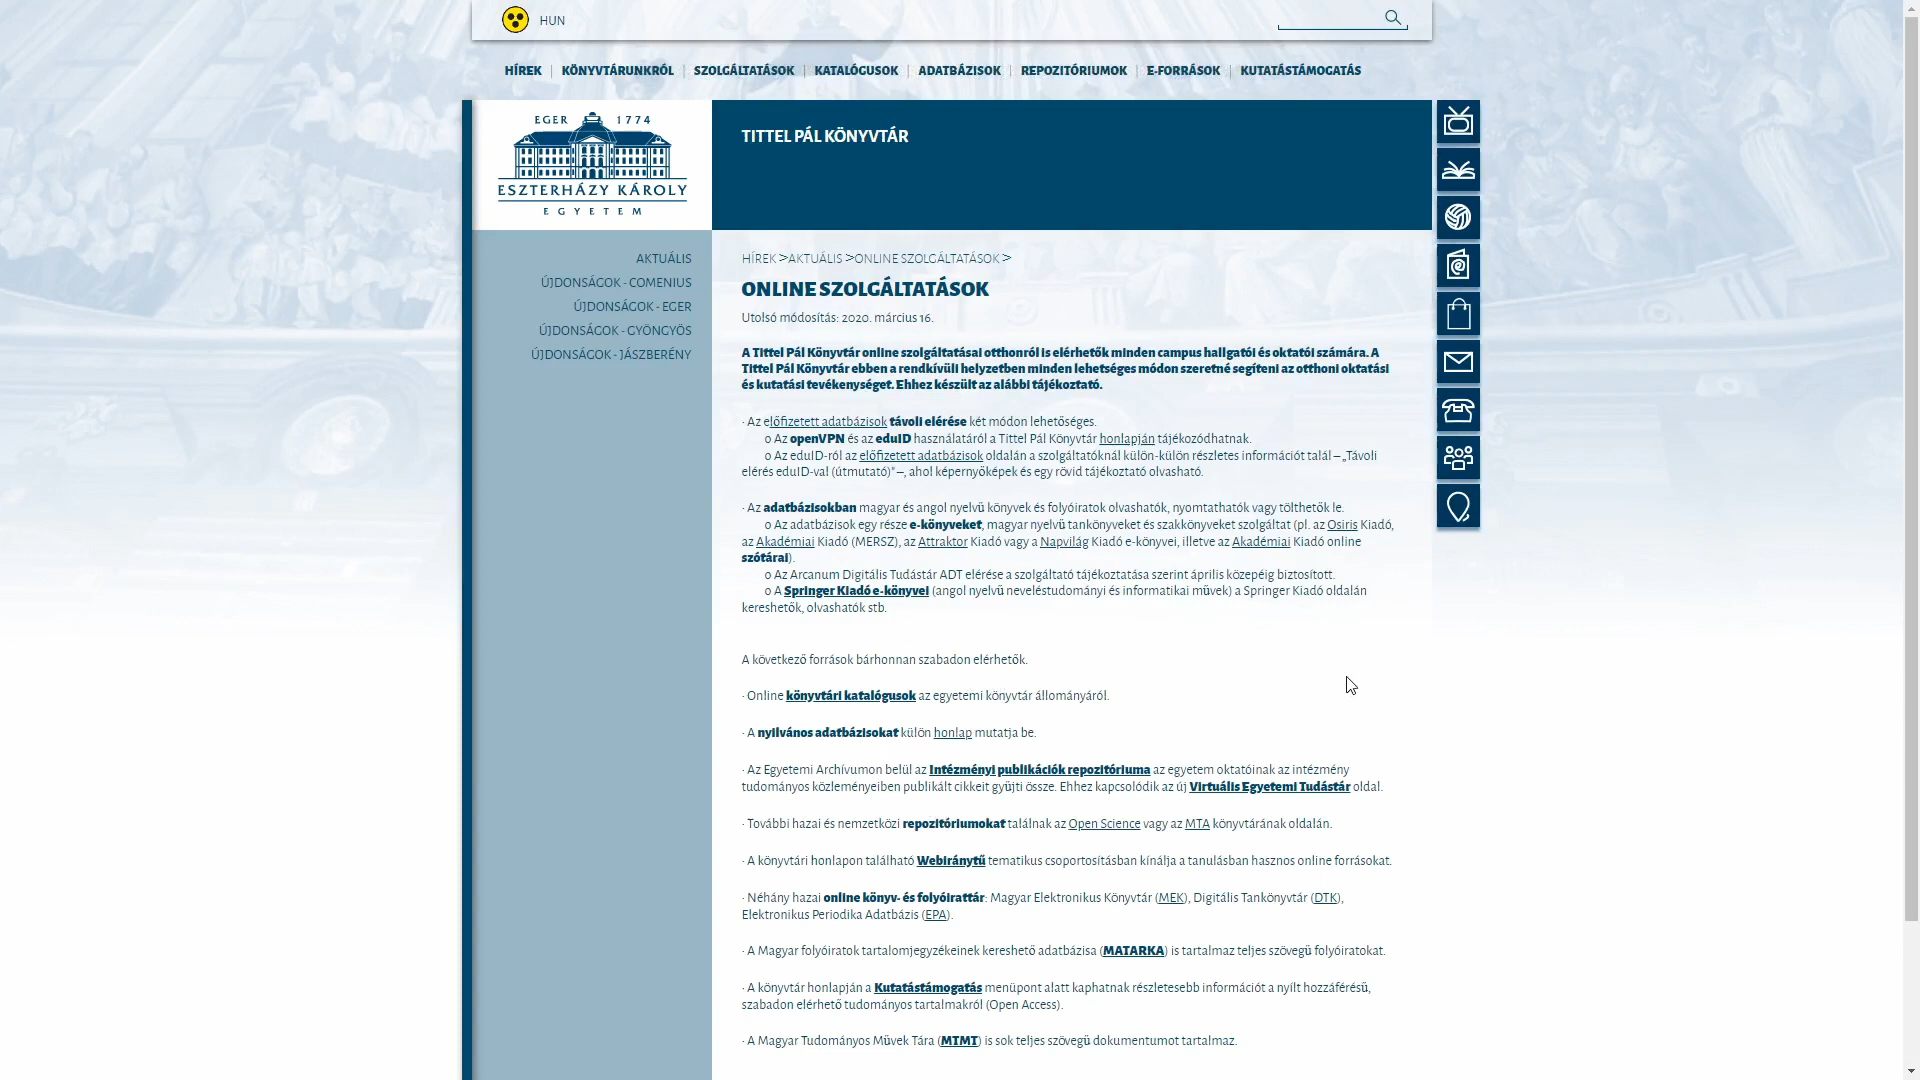 HUN
HÍREK | KÖNYVTÁRUNKRÓL | SZOLGÁLTATÁSOK | KATALÓGUSOK | ADATBÁZISOK | REPOZITÓRIUMOK | E-FORRÁSOK | KUTATÁSTÁMOGATÁS
EGER 1774
ESZTERHÁZY KÁROLY
EGYETEM
TITTEL PÁL KÖNYVTÁR
AKTUÁLIS
ÚJDONSÁGOK - COMENIUS
ÚJDONSÁGOK - EGER
ÚJDONSÁGOK - GYÖNGYÖS
ÚJDONSÁGOK - JÁSZBERÉNY
HÍREK >AKTUÁLIS >ONLINE SZOLGÁLTATÁSOK >
ONLINE SZOLGÁLTATÁSOK
Utolsó módosítás: 2020. március 16.
A Tittel Pál Könyvtár online szolgáltatásai otthonról is elérhetők minden campus hallgatói és oktatói számára. A
Tittel Pál Könyvtár ebben a rendkívüli helyzetben minden lehetséges módon szeretné segíteni az otthoni oktatási
és kutatási tevékenységet. Ehhez készült az alábbi tájékoztató.
· Az előfizetett adatbázisok távoli elérése két módon lehetőséges.
o Az openVPN és az eduID használatáról a Tittel Pál Könyvtár honlapján tájékozódhatnak.
o Az eduID-ról az előfizetett adatbázisok oldalán a szolgáltatóknál külön-külön részletes információt talál – „Távoli
elérés eduID-val (útmutató)" –, ahol képernyőképek és egy rövid tájékoztató olvasható.
· Az adatbázisokban magyar és angol nyelvű könyvek és folyóiratok olvashatók, nyomtathatók vagy tölthetők le.
o Az adatbázisok egy része e-könyveket, magyar nyelvű tankönyveket és szakkönyveket szolgáltat (pl. az Osiris Kiadó,
az Akadémiai Kiadó (MERSZ), az Attraktor Kiadó vagy a Napvilág Kiadó e-könyvei, illetve az Akadémiai Kiadó online
szótárai).
o Az Arcanum Digitális Tudástár ADT elérése a szolgáltató tájékoztatása szerint április közepéig biztosított.
o A Springer Kiadó e-könyvei (angol nyelvű neveléstudományi és informatikai művek) a Springer Kiadó oldalán
kereshetők, olvashatók stb.
A következő források bárhonnan szabadon elérhetők.
· Online könyvtári katalógusok az egyetemi könyvtár állományáról.
· A nyilvános adatbázisokat külön honlap mutatja be.
· Az Egyetemi Archívumon belül az Intézményi publikációk repozitóriuma az egyetem oktatóinak az intézmény
tudományos közleményeiben publikált cikkeit gyűjti össze. Ehhez kapcsolódik az új Virtuális Egyetemi Tudástár oldal.
· További hazai és nemzetközi repozitóriumokat találnak az Open Science vagy az MTA könyvtárának oldalán.
· A könyvtári honlapon található Webiránytű tematikus csoportosításban kínálja a tanulásban hasznos online forrásokat.
· Néhány hazai online könyv- és folyóirattár: Magyar Elektronikus Könyvtár (MEK), Digitális Tankönyvtár (DTK),
Elektronikus Periodika Adatbázis (EPA).
· A Magyar folyóiratok tartalomjegyzékeinek kereshető adatbázisa (MATARKA) is tartalmaz teljes szövegű folyóiratokat.
· A könyvtár honlapján a Kutatástámogatás menüpont alatt kaphatnak részletesebb információt a nyílt hozzáférésű,
szabadon elérhető tudományos tartalmakról (Open Access).
· A Magyar Tudományos Művek Tára (MTMT) is sok teljes szövegű dokumentumot tartalmaz.